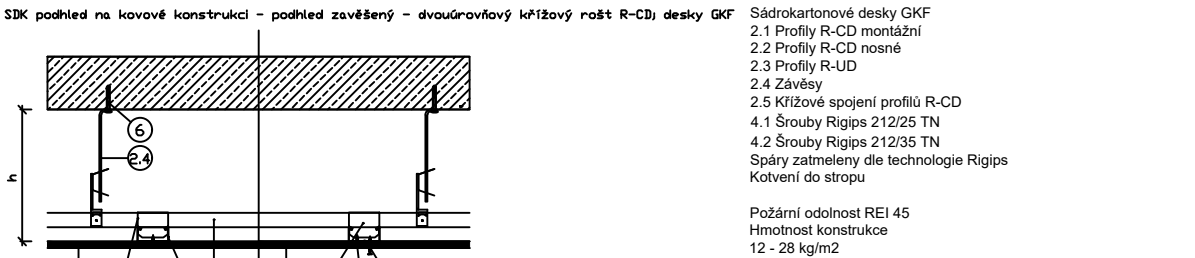 SDK podhled na kovové konstrukci - podhled zavěšený - dvouúrovňový křížový rošt R-CD; desky GKF
Sádrokartonové desky GKF
2.1 Profily R-CD montážní
2.2 Profily R-CD nosné
2.3 Profily R-UD
2.4 Závěsy
2.5 Křížové spojení profilů R-CD
4.1 Šrouby Rigips 212/25 TN
4.2 Šrouby Rigips 212/35 TN
Spáry zatmeleny dle technologie Rigips
Kotvení do stropu
Požární odolnost REI 45
Hmotnost konstrukce
12 - 28 kg/m2
6
2.4
h